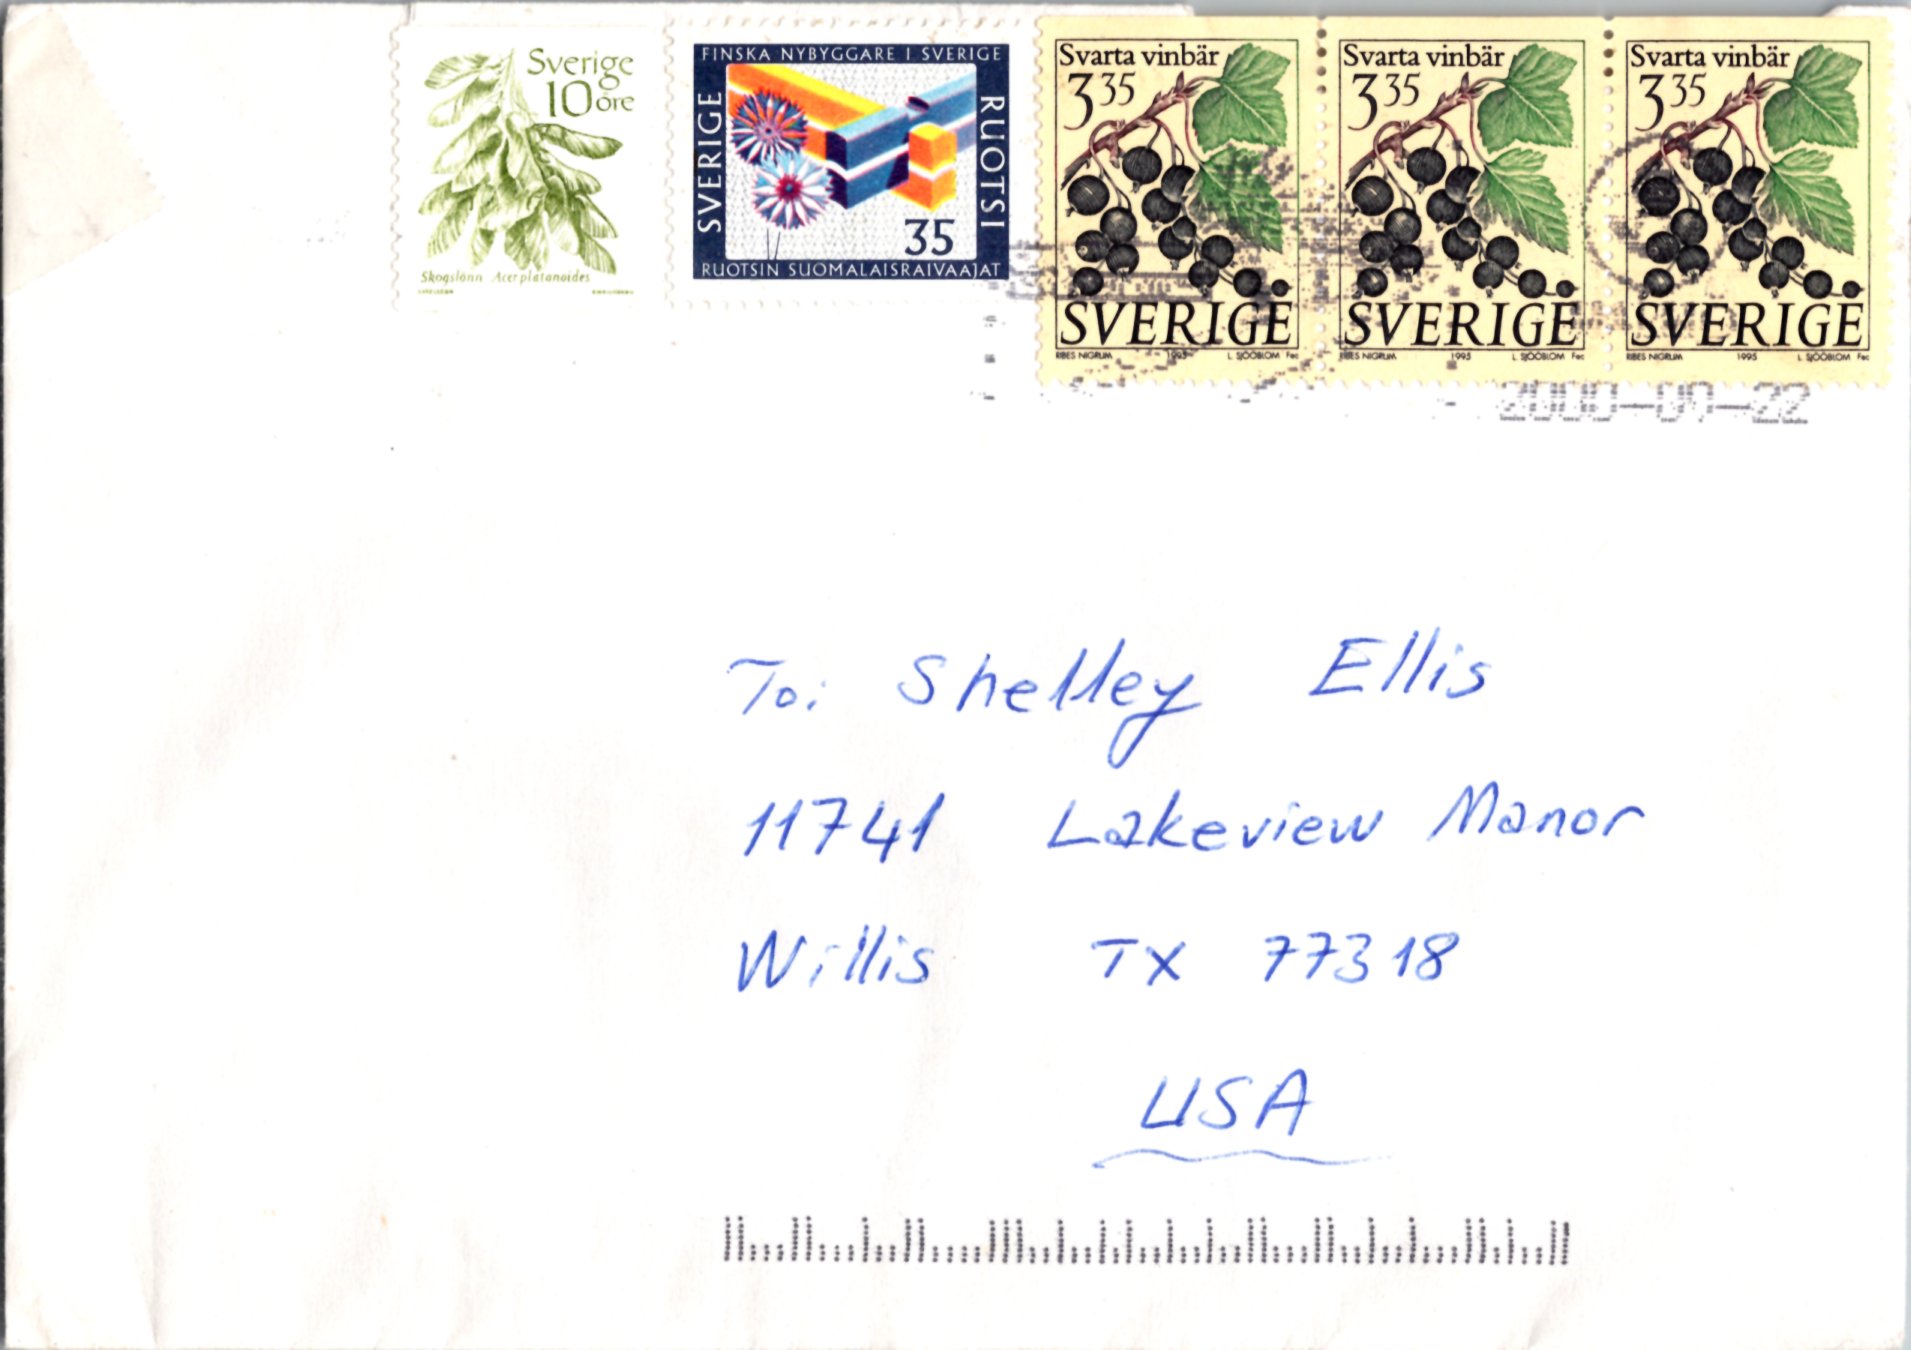 Sverige
10 öre
Skogslönn Acer platanoides
FINSKA NYBYGGARE I SVERIGE
SVERIGE
RUOTSI
35
RUOTSIN SUOMALAISRAIVAAJAT
Svarta vinbär
3 35
SVERIGE
RIBES NIGRUM 1995 L. SJÖÖBLOM Fec
Svarta vinbär
3 35
SVERIGE
RIBES NIGRUM 1995 L. SJÖÖBLOM Fec
Svarta vinbär
3 35
SVERIGE
RIBES NIGRUM 1995 L. SJÖÖBLOM Fec
To: Shelley Ellis
11741 Lakeview Manor
Willis TX 77318
USA